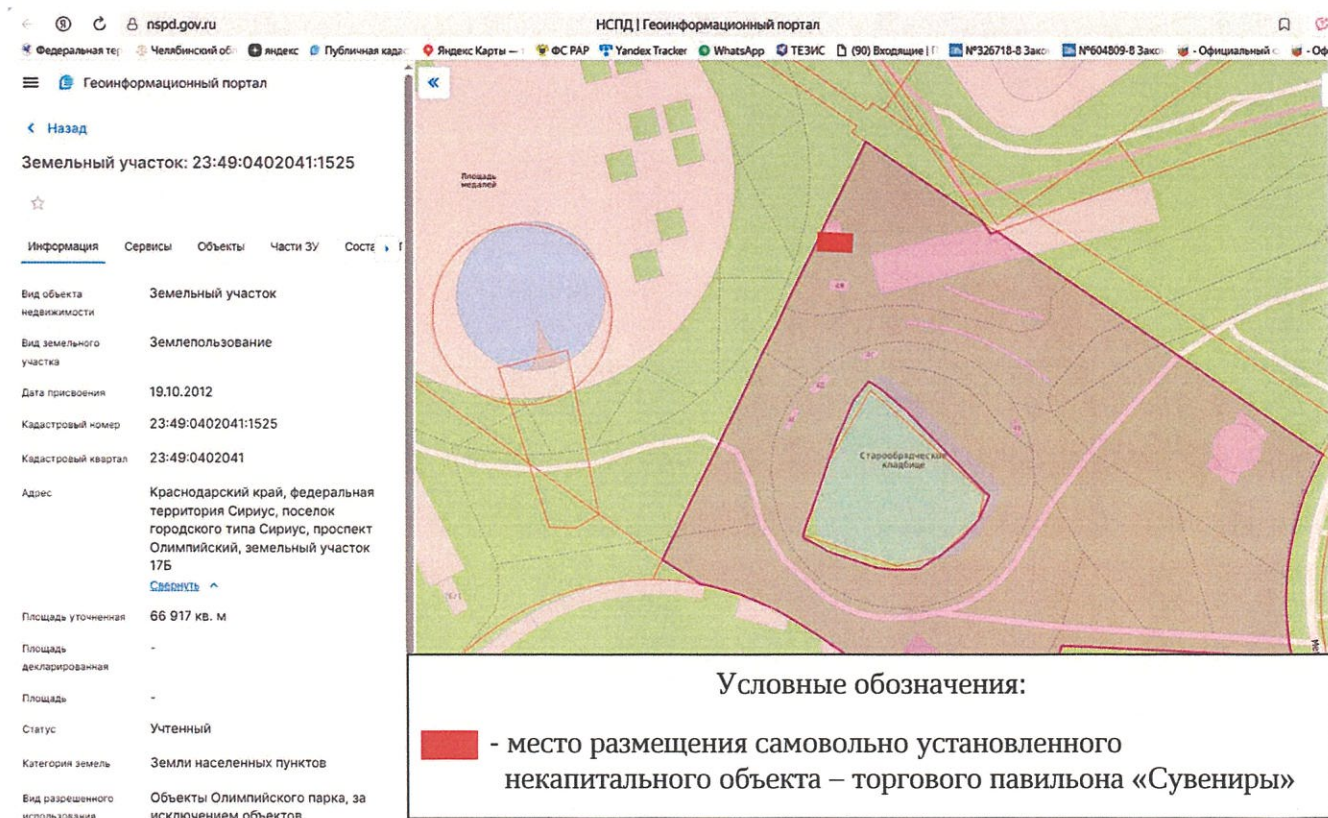 nspd.gov.ru
НСПД | Геоинформационный портал
Федеральная тер
Челябинский об
яндекс
Публичная када
Яндекс Карты —
ФС РАР
Yandex Tracker
WhatsApp
ТЕЗИС
(90) Входящие |
№326718-8 Зако
№604809-8 Зако
- Официальный
- Оф
Геоинформационный портал
Назад
Земельный участок: 23:49:0402041:1525
Информация Сервисы Объекты Части ЗУ Соста
Вид объекта недвижимости
Земельный участок
Вид земельного участка
Землепользование
Дата присвоения
19.10.2012
Кадастровый номер
23:49:0402041:1525
Кадастровый квартал
23:49:0402041
Адрес
Краснодарский край, федеральная
территория Сириус, поселок
городского типа Сириус, проспект
Олимпийский, земельный участок
17Б
Свернуть
Площадь уточненная
66 917 кв. м
Площадь декларированная
-
Площадь
-
Статус
Учтенный
Категория земель
Земли населенных пунктов
Вид разрешенного использования
Объекты Олимпийского парка, за
исключением объектов
Площадь
медалей
Старообрядческое
кладбище
Условные обозначения:
- место размещения самовольно установленного
некапитального объекта – торгового павильона «Сувениры»